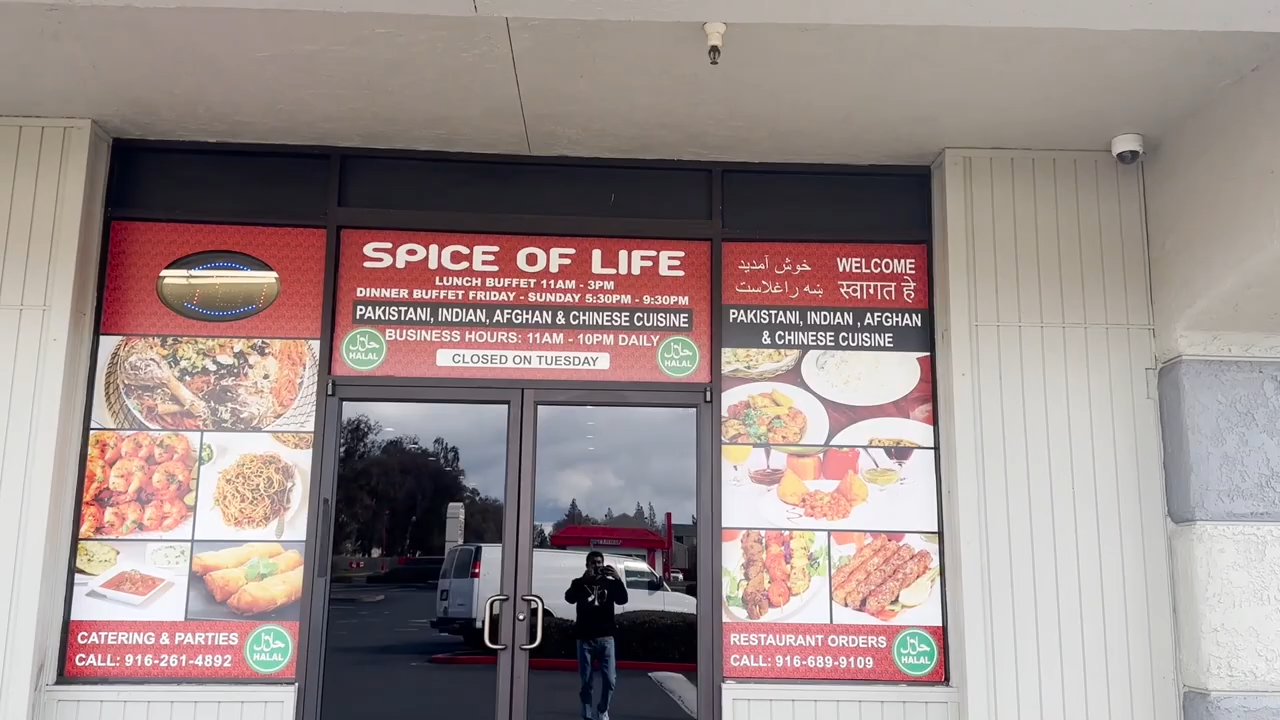 SPICE OF LIFE
LUNCH BUFFET 11AM - 3PM
DINNER BUFFET FRIDAY - SUNDAY 5:30PM - 9:30PM
PAKISTANI, INDIAN, AFGHAN & CHINESE CUISINE
BUSINESS HOURS: 11AM - 10PM DAILY
CLOSED ON TUESDAY
حلال
HALAL
حلال
HALAL
خوش آمدید
WELCOME
ښه راغلاست
स्वागत हे
PAKISTANI, INDIAN , AFGHAN
& CHINESE CUISINE
CATERING & PARTIES
CALL: 916-261-4892
حلال
HALAL
RESTAURANT ORDERS
CALL: 916-689-9109
حلال
HALAL